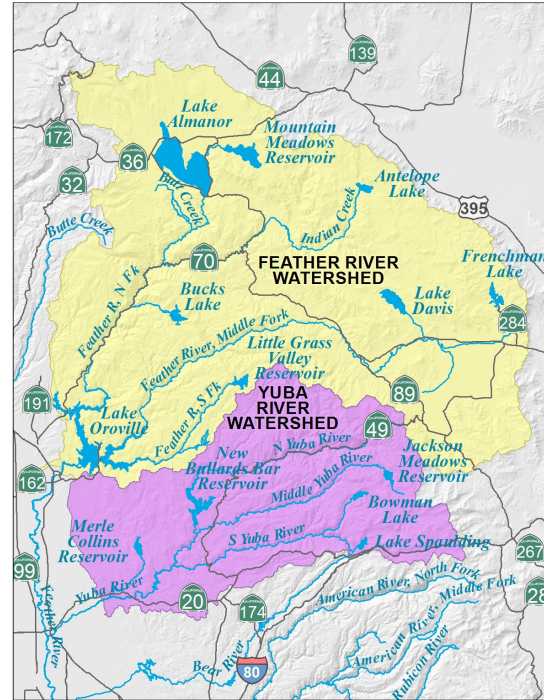 139
44
Lake
Almanor
Mountain
Meadows
Reservoir
172
36
32
Butt Creek
Antelope
Lake
395
Butte Creek
Indian Creek
70
FEATHER RIVER
WATERSHED
Frenchman
Lake
Feather R, N Fk
Bucks
Lake
Lake
Davis
284
Feather River, Middle Fork
Little Grass
Valley
Reservoir
Feather R, S Fk
89
191
YUBA
RIVER
WATERSHED
Lake
Oroville
49
N Yuba River
Jackson
Meadows
Reservoir
New
Bullards Bar
Reservoir
Middle Yuba River
162
Bowman
Lake
Merle
Collins
Reservoir
S Yuba River
Lake Spaulding
267
99
Yuba River
American River, North Fork
20
174
American River, Middle Fork
28
Feather River
Bear River
80
Rubicon River